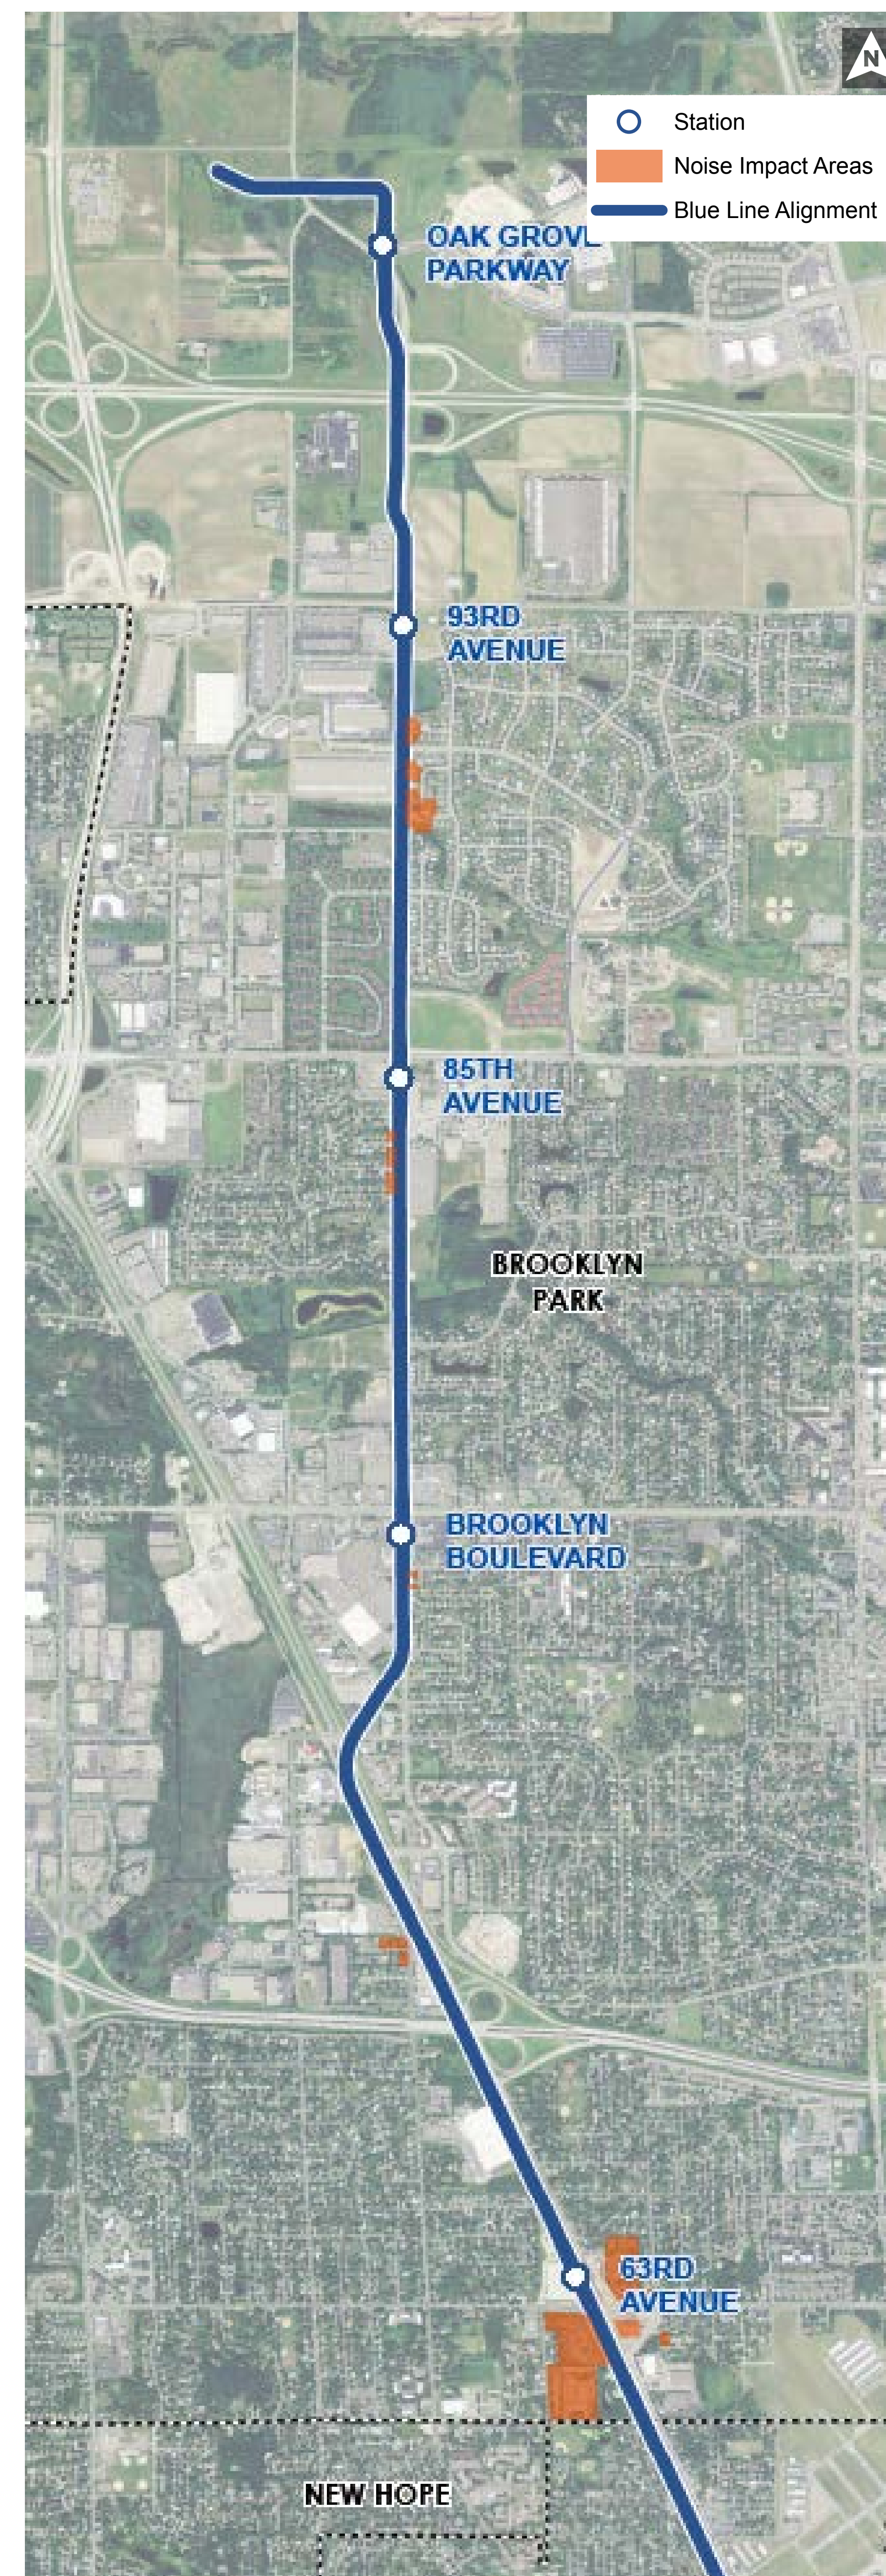 N
Station
Noise Impact Areas
Blue Line Alignment
OAK GROVE
PARKWAY
93RD
AVENUE
85TH
AVENUE
BROOKLYN
PARK
BROOKLYN
BOULEVARD
63RD
AVENUE
NEW HOPE